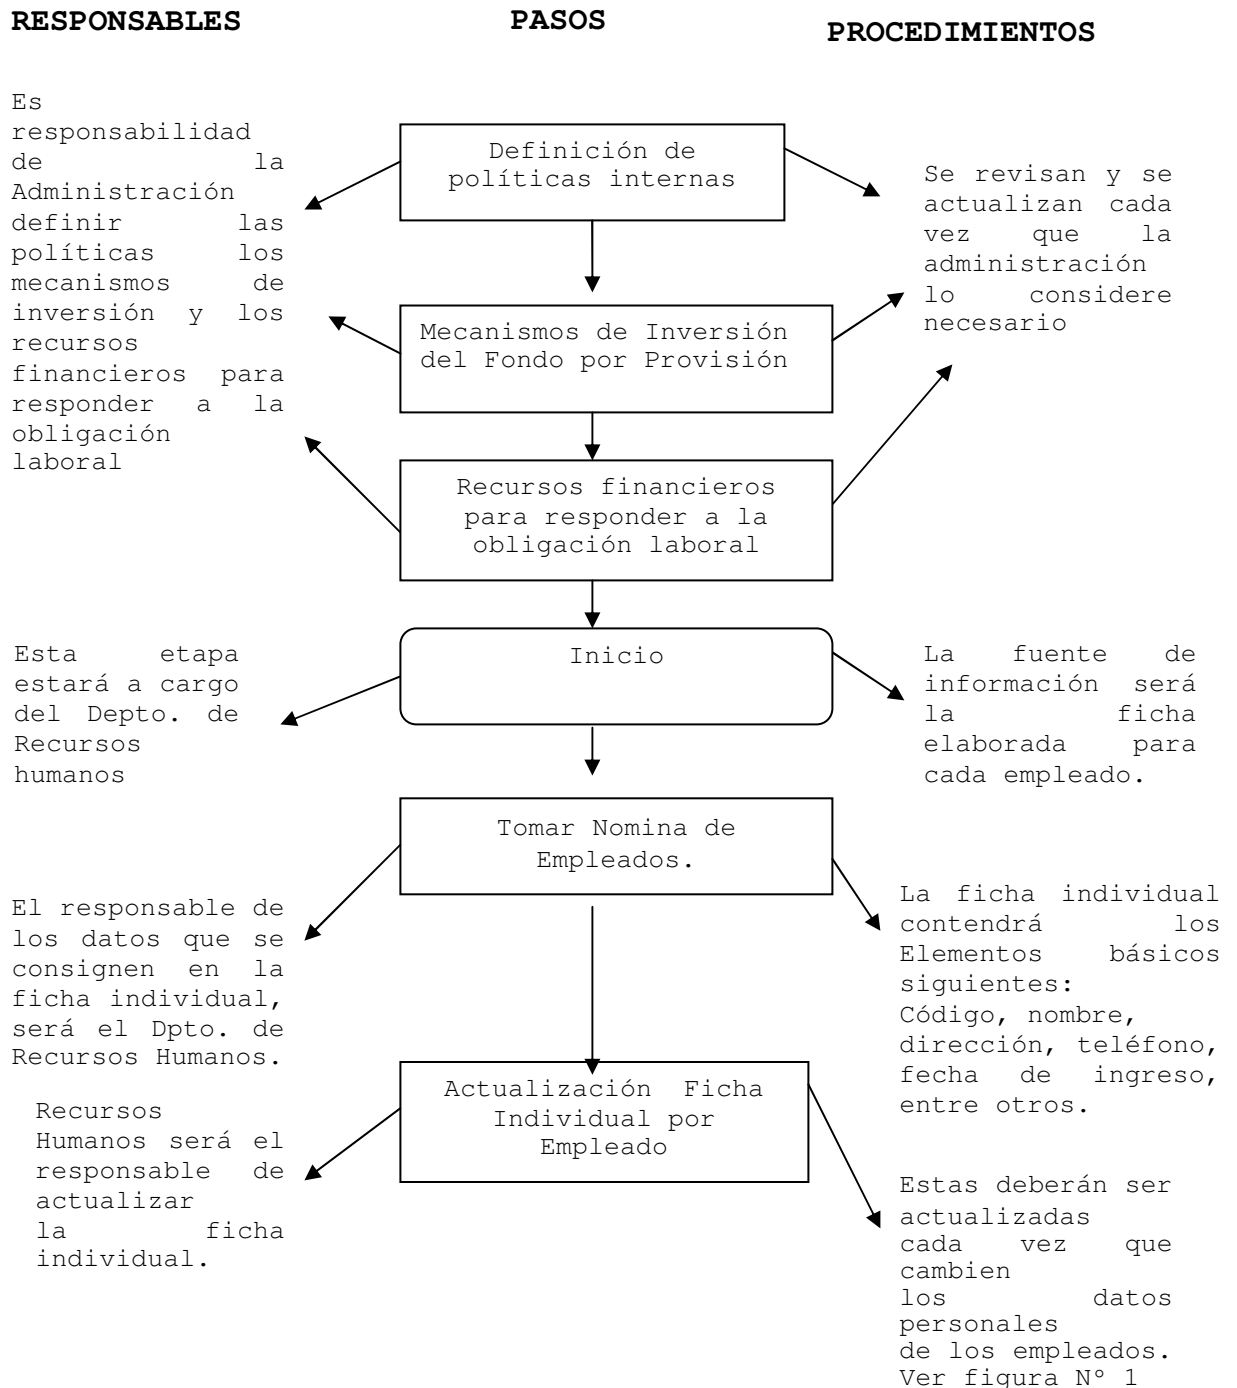 RESPONSABLES
PASOS
PROCEDIMIENTOS
Es
responsabilidad
de la
Administración
definir las
políticas los
mecanismos de
inversión y los
recursos
financieros para
responder a la
obligación
laboral
Definición de
políticas internas
Se revisan y se
actualizan cada
vez que la
administración
lo considere
necesario
Mecanismos de Inversión
del Fondo por Provisión
Recursos financieros
para responder a la
obligación laboral
Esta etapa
estará a cargo
del Depto. de
Recursos
humanos
Inicio
La fuente de
información será
la ficha
elaborada para
cada empleado.
El responsable de
los datos que se
consignen en la
ficha individual,
será el Dpto. de
Recursos Humanos.
Tomar Nomina de
Empleados.
La ficha individual
contendrá los
Elementos básicos
siguientes:
Código, nombre,
dirección, teléfono,
fecha de ingreso,
entre otros.
Recursos
Humanos será el
responsable de
actualizar
la ficha
individual.
Actualización Ficha
Individual por
Empleado
Estas deberán ser
actualizadas
cada vez que
cambien
los datos
personales
de los empleados.
Ver figura Nº 1